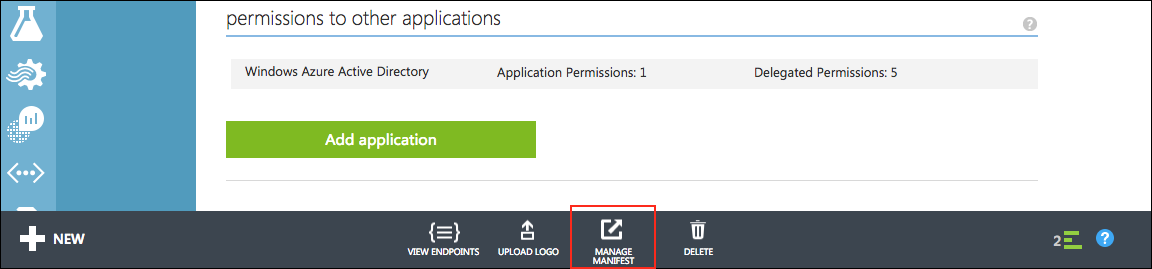 permissions to other applications
?
Windows Azure Active Directory Application Permissions: 1 Delegated Permissions: 5
Add application
NEW
VIEW ENDPOINTS
UPLOAD LOGO
MANAGE
MANIFEST
DELETE
2
?